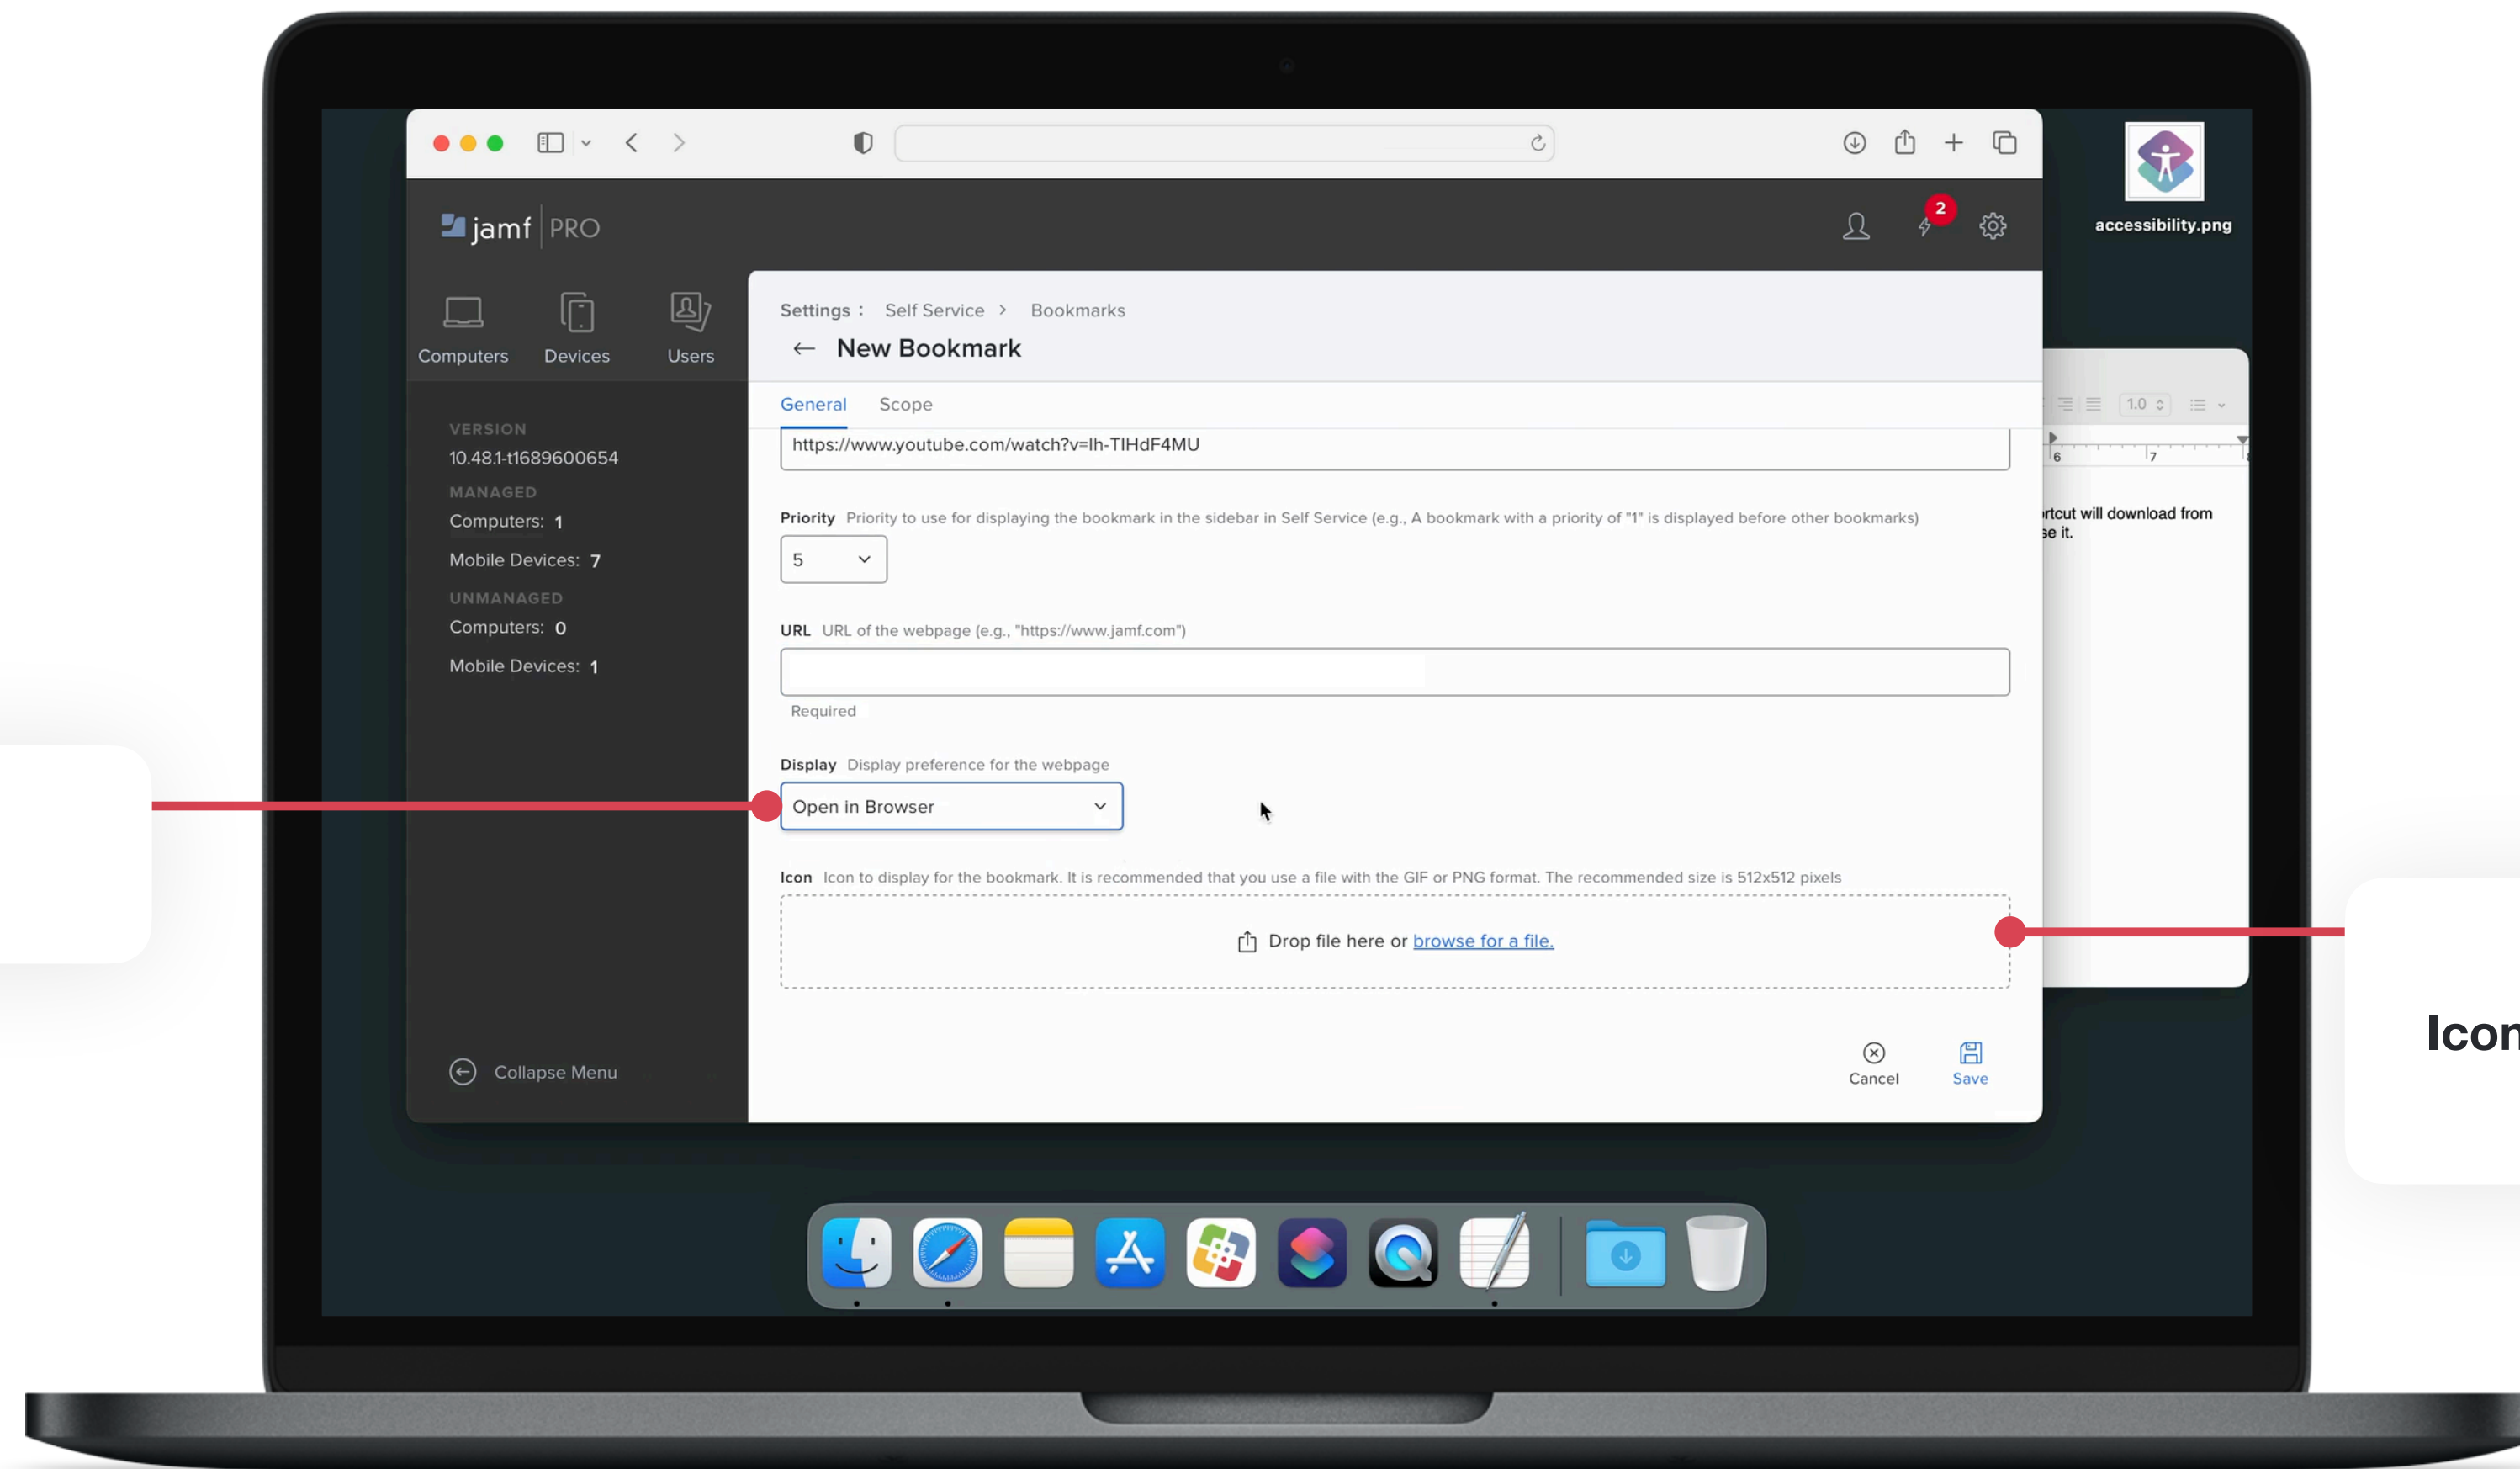 jamf PRO
2
accessibility.png
Computers Devices Users
Settings : Self Service > Bookmarks
← New Bookmark
General Scope
VERSION
10.48.1-t1689600654
MANAGED
Computers: 1
Mobile Devices: 7
UNMANAGED
Computers: 0
Mobile Devices: 1
Collapse Menu
https://www.youtube.com/watch?v=Ih-TIHdF4MU
Priority Priority to use for displaying the bookmark in the sidebar in Self Service (e.g., A bookmark with a priority of "1" is displayed before other bookmarks)
5
URL URL of the webpage (e.g., "https://www.jamf.com")
Required
Display Display preference for the webpage
Open in Browser
Icon Icon to display for the bookmark. It is recommended that you use a file with the GIF or PNG format. The recommended size is 512x512 pixels
Drop file here or browse for a file.
Cancel Save
1.0
6 7
will download from
it.
Icon